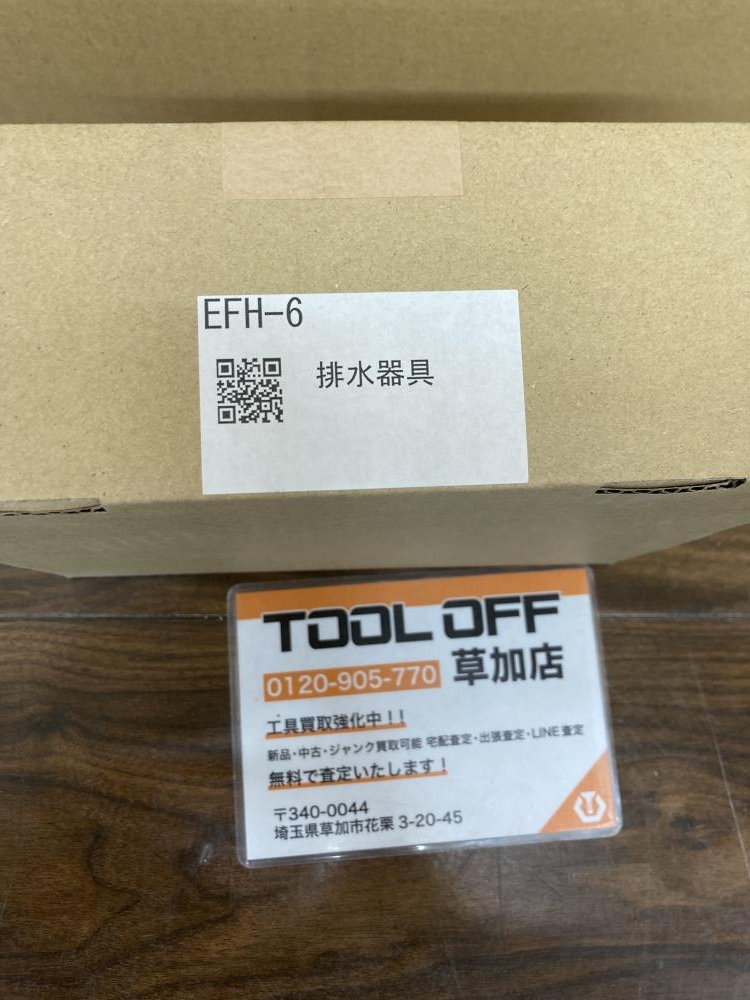 EFH-6
排水器具
TOOL OFF
0120-905-770 草加店
工具買取強化中!!
新品・中古・ジャンク買取可能 宅配査定・出張査定・LINE査定
無料で査定いたします!
〒340-0044
埼玉県草加市花栗 3-20-45